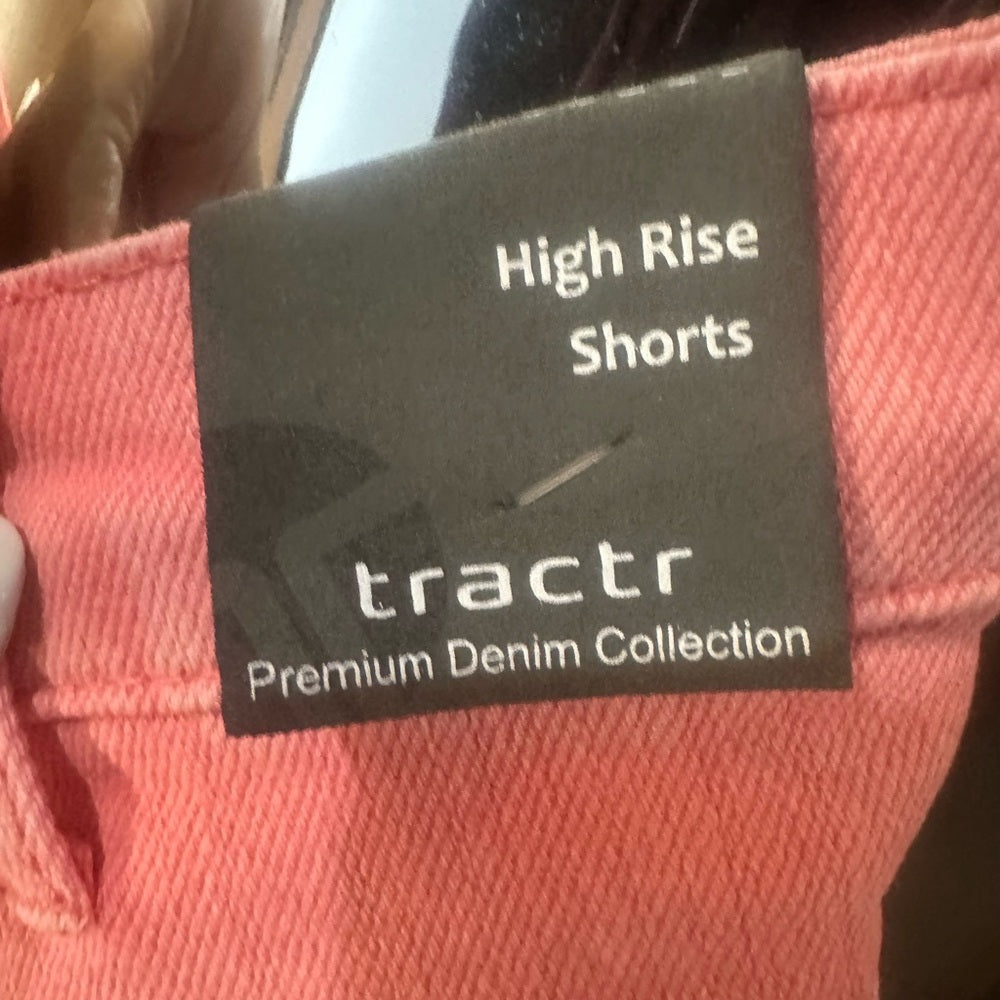 High Rise
Shorts
tractr
Premium Denim Collection